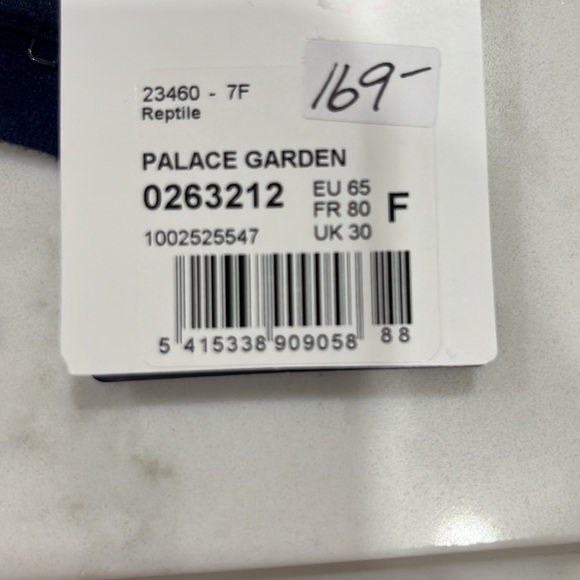 169-
23460 - 7F
Reptile
PALACE GARDEN
0263212
EU 65
FR 80
UK 30
F
1002525547
5 415338 909058 88